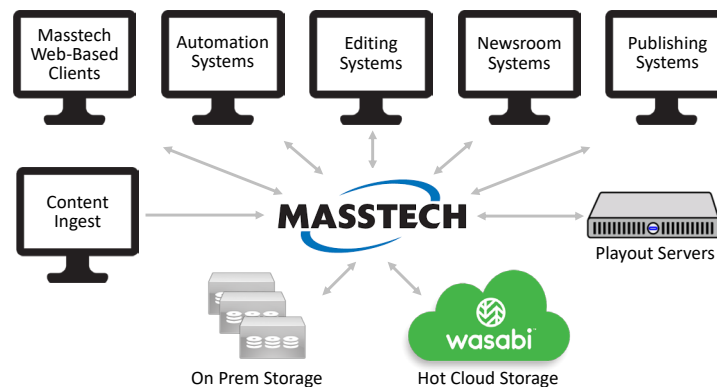 Masstech
Web-Based
Clients
Automation
Systems
Editing
Systems
Newsroom
Systems
Publishing
Systems
Content
Ingest
MASSTECH
Playout Servers
wasabi
On Prem Storage
Hot Cloud Storage